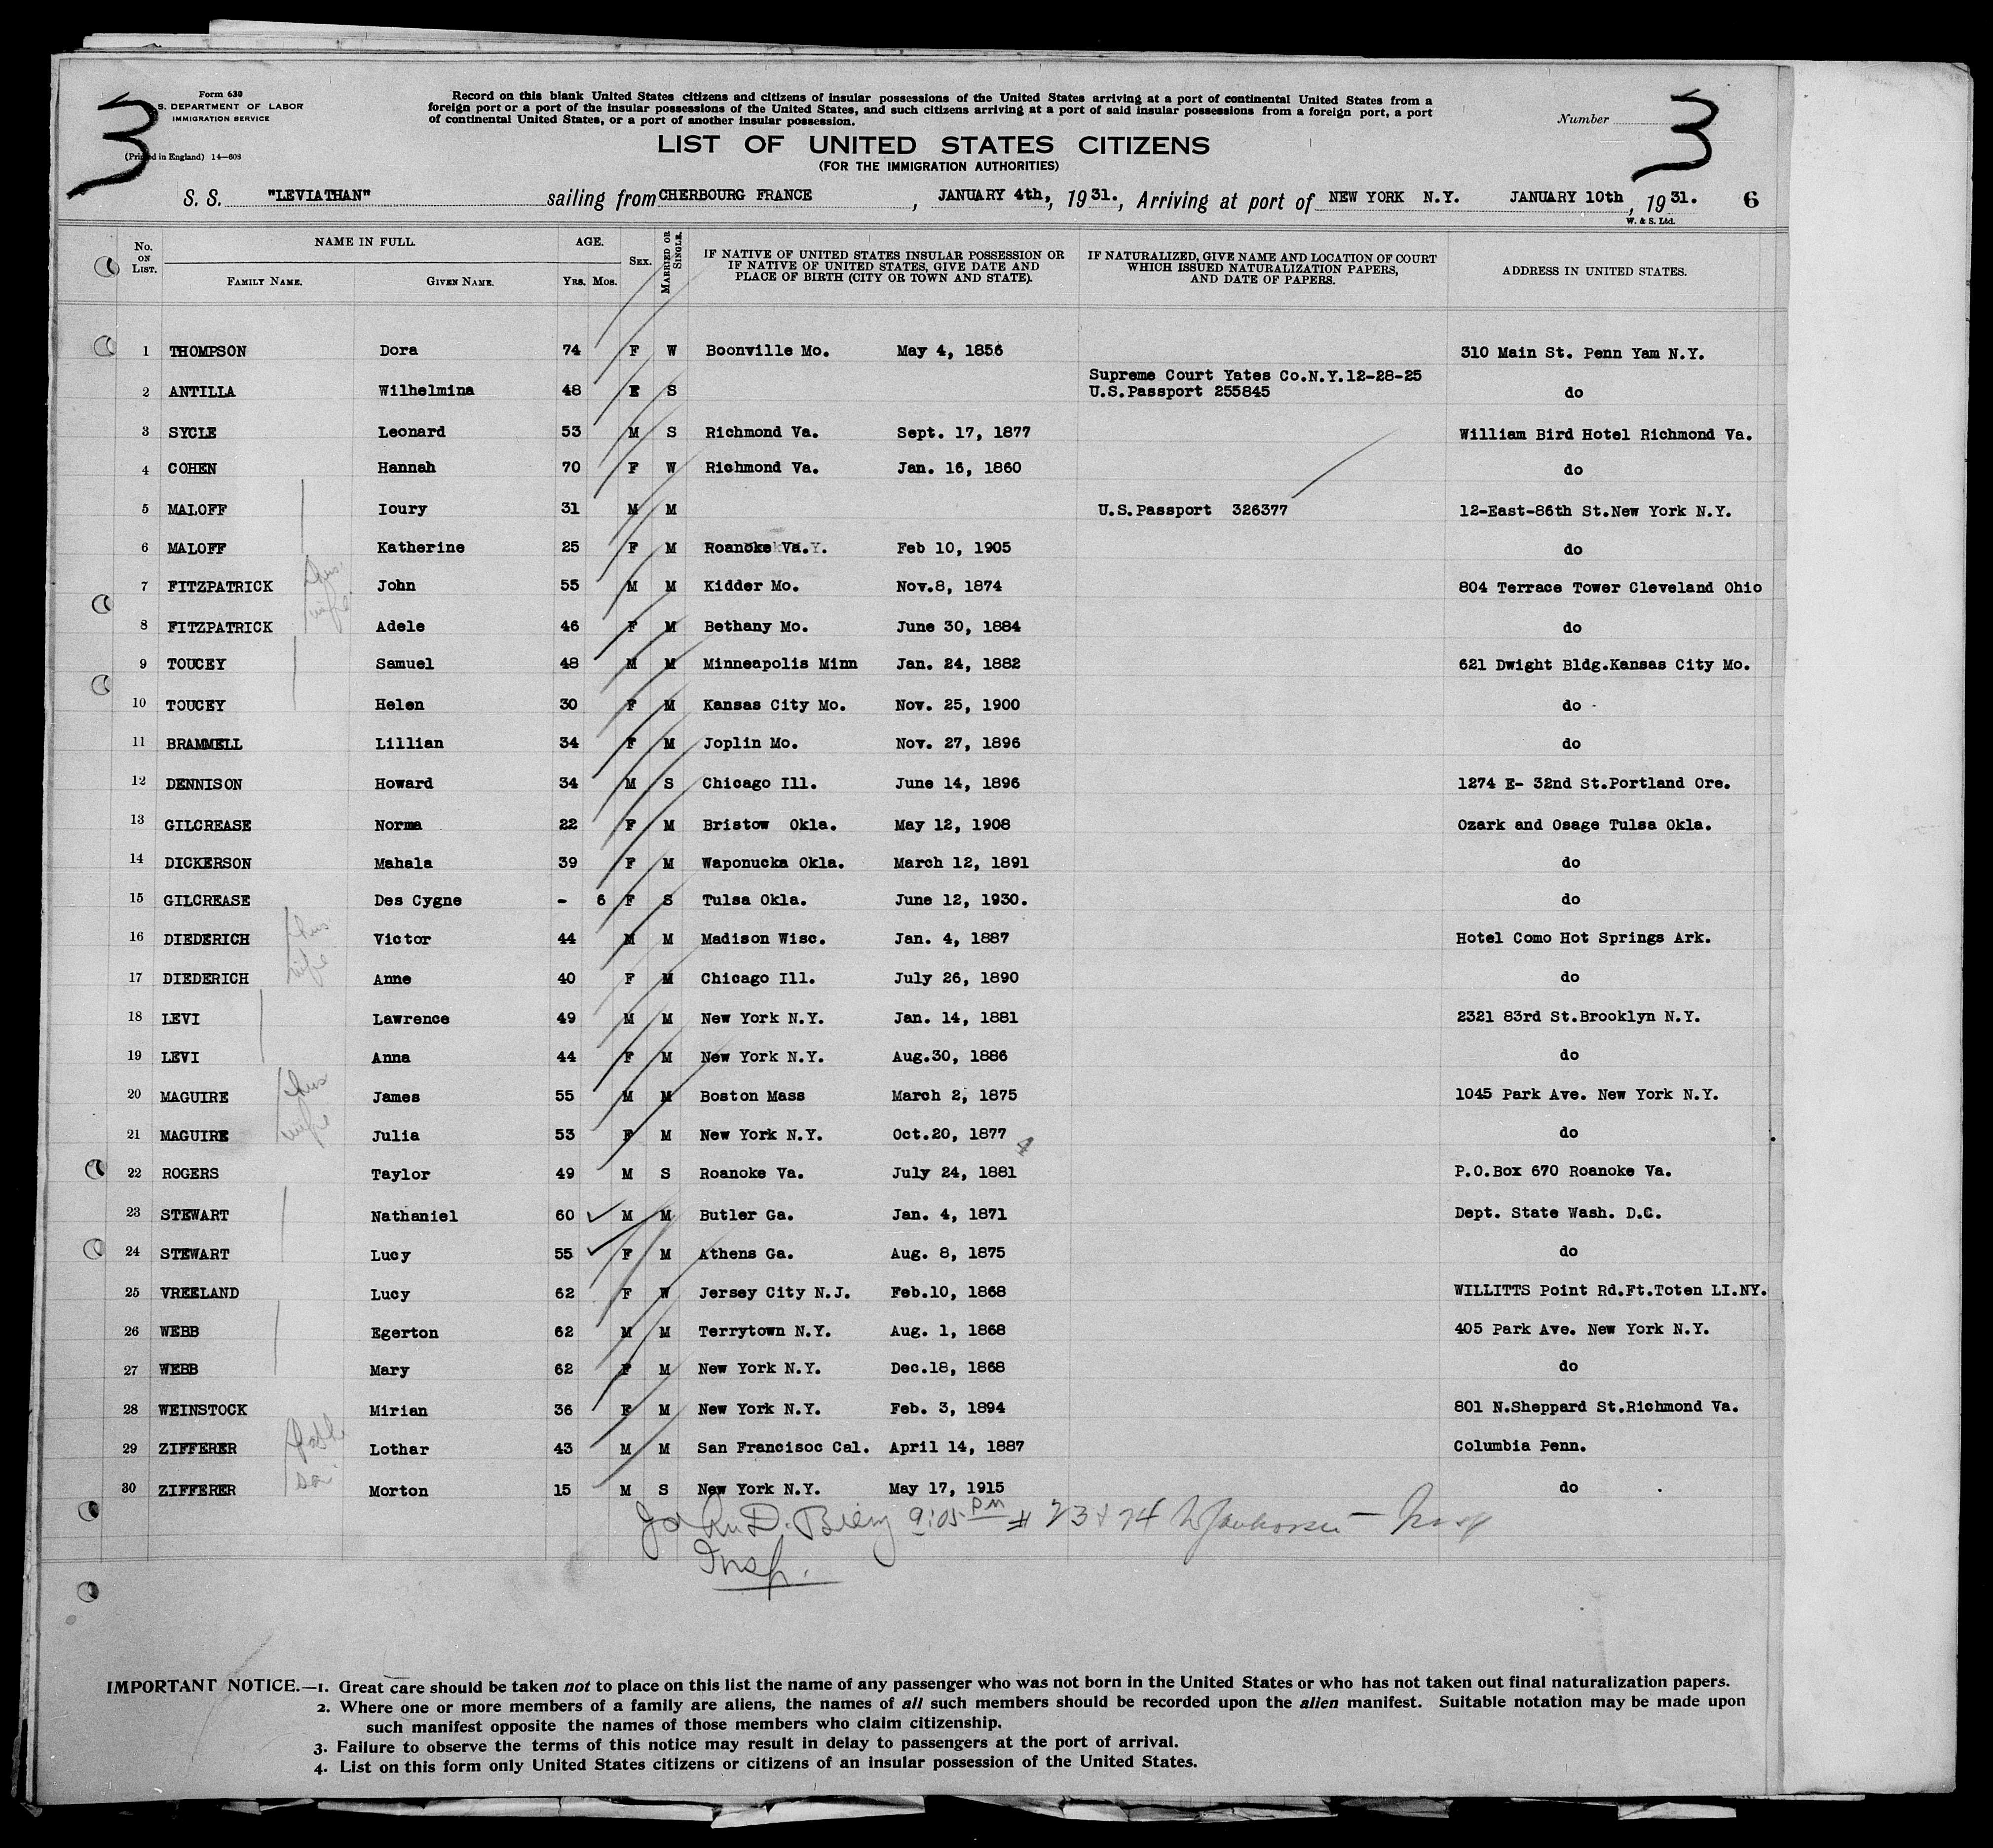 Form 630
S. DEPARTMENT OF LABOR
IMMIGRATION SERVICE
(Printed in England) 14—608
3
Record on this blank United States citizens and citizens of insular possessions of the United States arriving at a port of continental United States from a
foreign port or a port of the insular possessions of the United States, and such citizens arriving at a port of said insular possessions from a foreign port, a port
of continental United States, or a port of another insular possession.
Number
3
LIST OF UNITED STATES CITIZENS
(FOR THE IMMIGRATION AUTHORITIES)
S. S. "LEVIATHAN" sailing from CHERBOURG FRANCE , JANUARY 4th, 19 31., Arriving at port of NEW YORK N.Y. JANUARY 10th , 19 31. 6
W. & S. Ltd.
No. ON LIST. NAME IN FULL. FAMILY NAME. GIVEN NAME. AGE. YRS. MOS. SEX. MARRIED OR SINGLE. IF NATIVE OF UNITED STATES INSULAR POSSESSION OR IF NATIVE OF UNITED STATES, GIVE DATE AND PLACE OF BIRTH (CITY OR TOWN AND STATE). IF NATURALIZED, GIVE NAME AND LOCATION OF COURT WHICH ISSUED NATURALIZATION PAPERS, AND DATE OF PAPERS. ADDRESS IN UNITED STATES.
1 THOMPSON Dora 74 F W Boonville Mo. May 4, 1856 310 Main St. Penn Yam N.Y.
Supreme Court Yates Co.N.Y.12-28-25
2 ANTILLA Wilhelmina 48 F S U.S.Passport 255845 do
3 SYCLE Leonard 53 M S Richmond Va. Sept. 17, 1877 William Bird Hotel Richmond Va.
4 COHEN Hannah 70 F W Richmond Va. Jan. 16, 1860 do
5 MALOFF Ioury 31 M M U.S.Passport 326377 12-East-86th St.New York N.Y.
6 MALOFF Katherine 25 F M Roanoke Va. Feb 10, 1905 do
7 FITZPATRICK John 55 M M Kidder Mo. Nov.8, 1874 804 Terrace Tower Cleveland Ohio
8 FITZPATRICK wife Adele 46 F M Bethany Mo. June 30, 1884 do
9 TOUCEY Samuel 48 M M Minneapolis Minn Jan. 24, 1882 621 Dwight Bldg.Kansas City Mo.
10 TOUCEY Helen 30 F M Kansas City Mo. Nov. 25, 1900 do
11 BRAMMELL Lillian 34 F M Joplin Mo. Nov. 27, 1896 do
12 DENNISON Howard 34 M S Chicago Ill. June 14, 1896 1274 E- 32nd St.Portland Ore.
13 GILCREASE Norma 22 F M Bristow Okla. May 12, 1908 Ozark and Osage Tulsa Okla.
14 DICKERSON Mahala 39 F M Waponucka Okla. March 12, 1891 do
15 GILCREASE Des Cygne - 6 F S Tulsa Okla. June 12, 1930. do
16 DIEDERICH hus Victor 44 M M Madison Wisc. Jan. 4, 1887 Hotel Como Hot Springs Ark.
17 DIEDERICH wife Anne 40 F M Chicago Ill. July 26, 1890 do
18 LEVI Lawrence 49 M M New York N.Y. Jan. 14, 1881 2321 83rd St.Brooklyn N.Y.
19 LEVI Anna 44 F M New York N.Y. Aug.30, 1886 do
20 MAGUIRE hus James 55 M M Boston Mass March 2, 1875 1045 Park Ave. New York N.Y.
21 MAGUIRE wife Julia 53 F M New York N.Y. Oct.20, 1877 do
22 ROGERS Taylor 49 M S Roanoke Va. July 24, 1881 P.O.Box 670 Roanoke Va.
23 STEWART Nathaniel 60 M M Butler Ga. Jan. 4, 1871 Dept. State Wash. D.C.
24 STEWART Lucy 55 F M Athens Ga. Aug. 8, 1875 do
25 VREELAND Lucy 62 F W Jersey City N.J. Feb.10, 1868 WILLITTS Point Rd.Ft.Toten LI.NY.
26 WEBB Egerton 62 M M Terrytown N.Y. Aug. 1, 1868 405 Park Ave. New York N.Y.
27 WEBB Mary 62 F M New York N.Y. Dec.18, 1868 do
28 WEINSTOCK Mirian 36 F M New York N.Y. Feb. 3, 1894 801 N.Sheppard St.Richmond Va.
29 ZIFFERER Lothar 43 M M San Francisoc Cal. April 14, 1887 Columbia Penn.
30 ZIFFERER son Morton 15 M S New York N.Y. May 17, 1915 do
John D. 9:05 PM # 23 + 24
Insp.
IMPORTANT NOTICE.—1. Great care should be taken not to place on this list the name of any passenger who was not born in the United States or who has not taken out final naturalization papers.
2. Where one or more members of a family are aliens, the names of all such members should be recorded upon the alien manifest. Suitable notation may be made upon
such manifest opposite the names of those members who claim citizenship.
3. Failure to observe the terms of this notice may result in delay to passengers at the port of arrival.
4. List on this form only United States citizens or citizens of an insular possession of the United States.